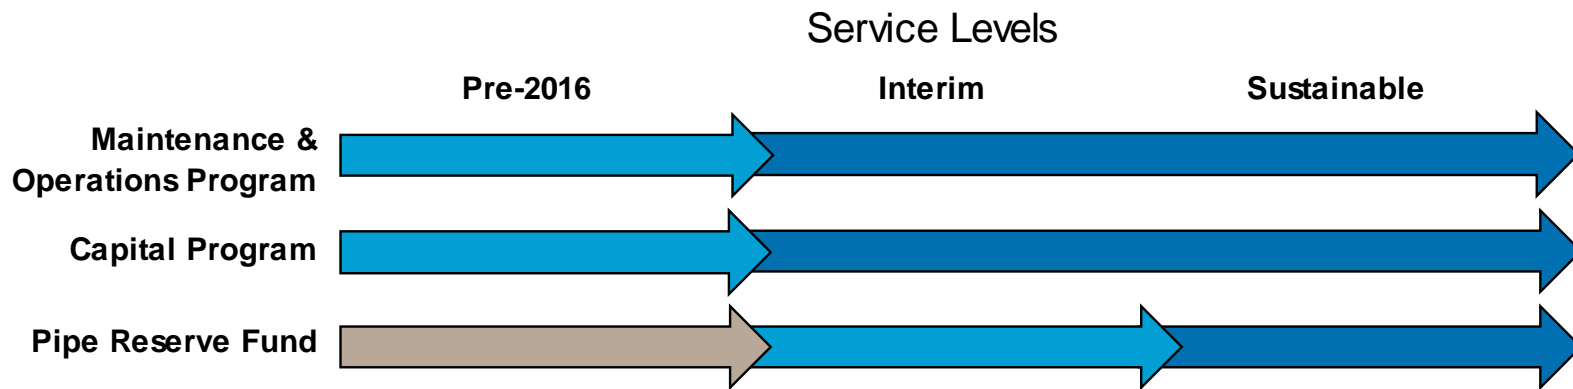 Service Levels
Pre-2016 Interim Sustainable
Maintenance &
Operations Program
Capital Program
Pipe Reserve Fund